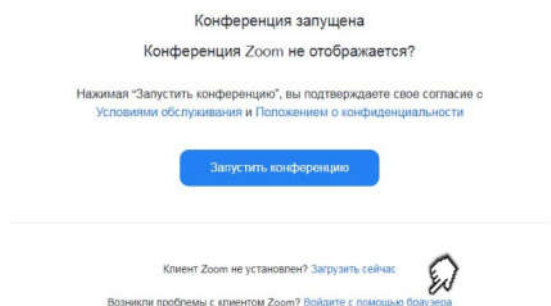 Конференция запущена
Конференция Zoom не отображается?
Нажимая "Запустить конференцию", вы подтверждаете свое согласие с
Условиями обслуживания и Положением о конфиденциальности
Запустить конференцию
Клиент Zoom не установлен? Загрузить сейчас
Возникли проблемы с клиентом Zoom? Войдите с помощью браузера